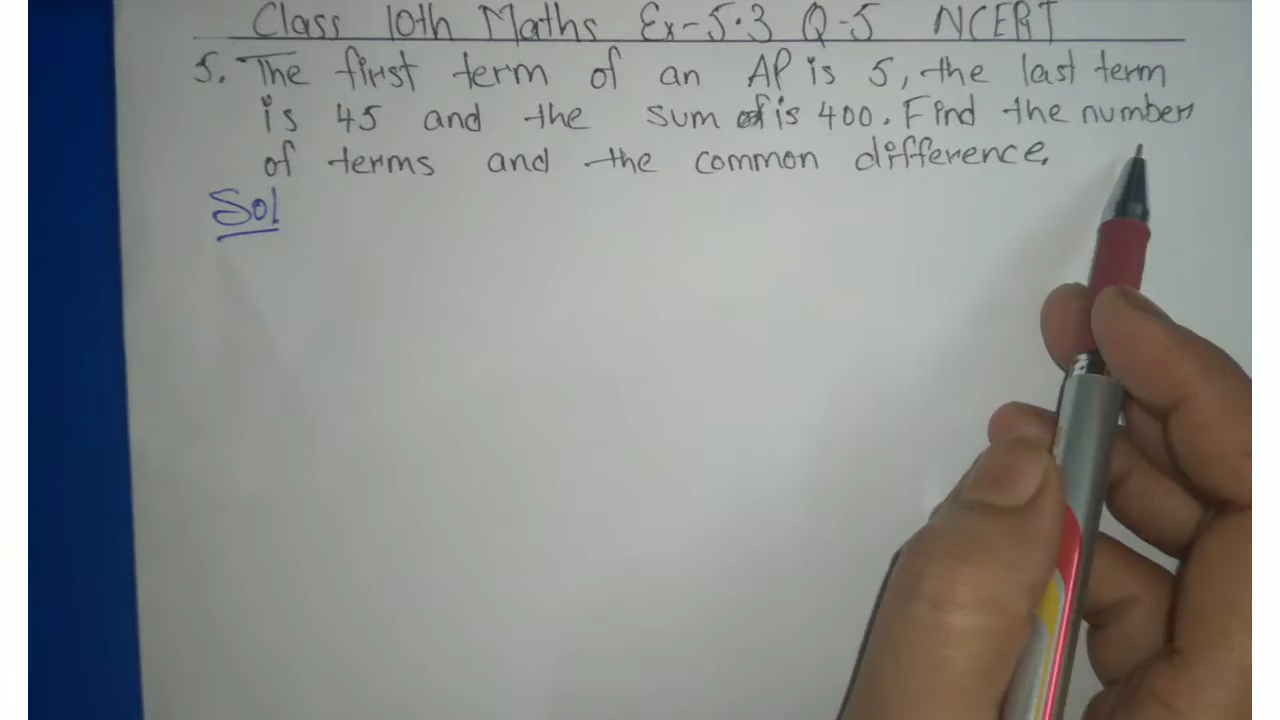 Class 10th Maths Ex-5.3 Q-5 NCERT
5. The first term of an AP is 5, the last term
is 45 and the sum is 400. Find the number
of terms and the common difference.
Sol